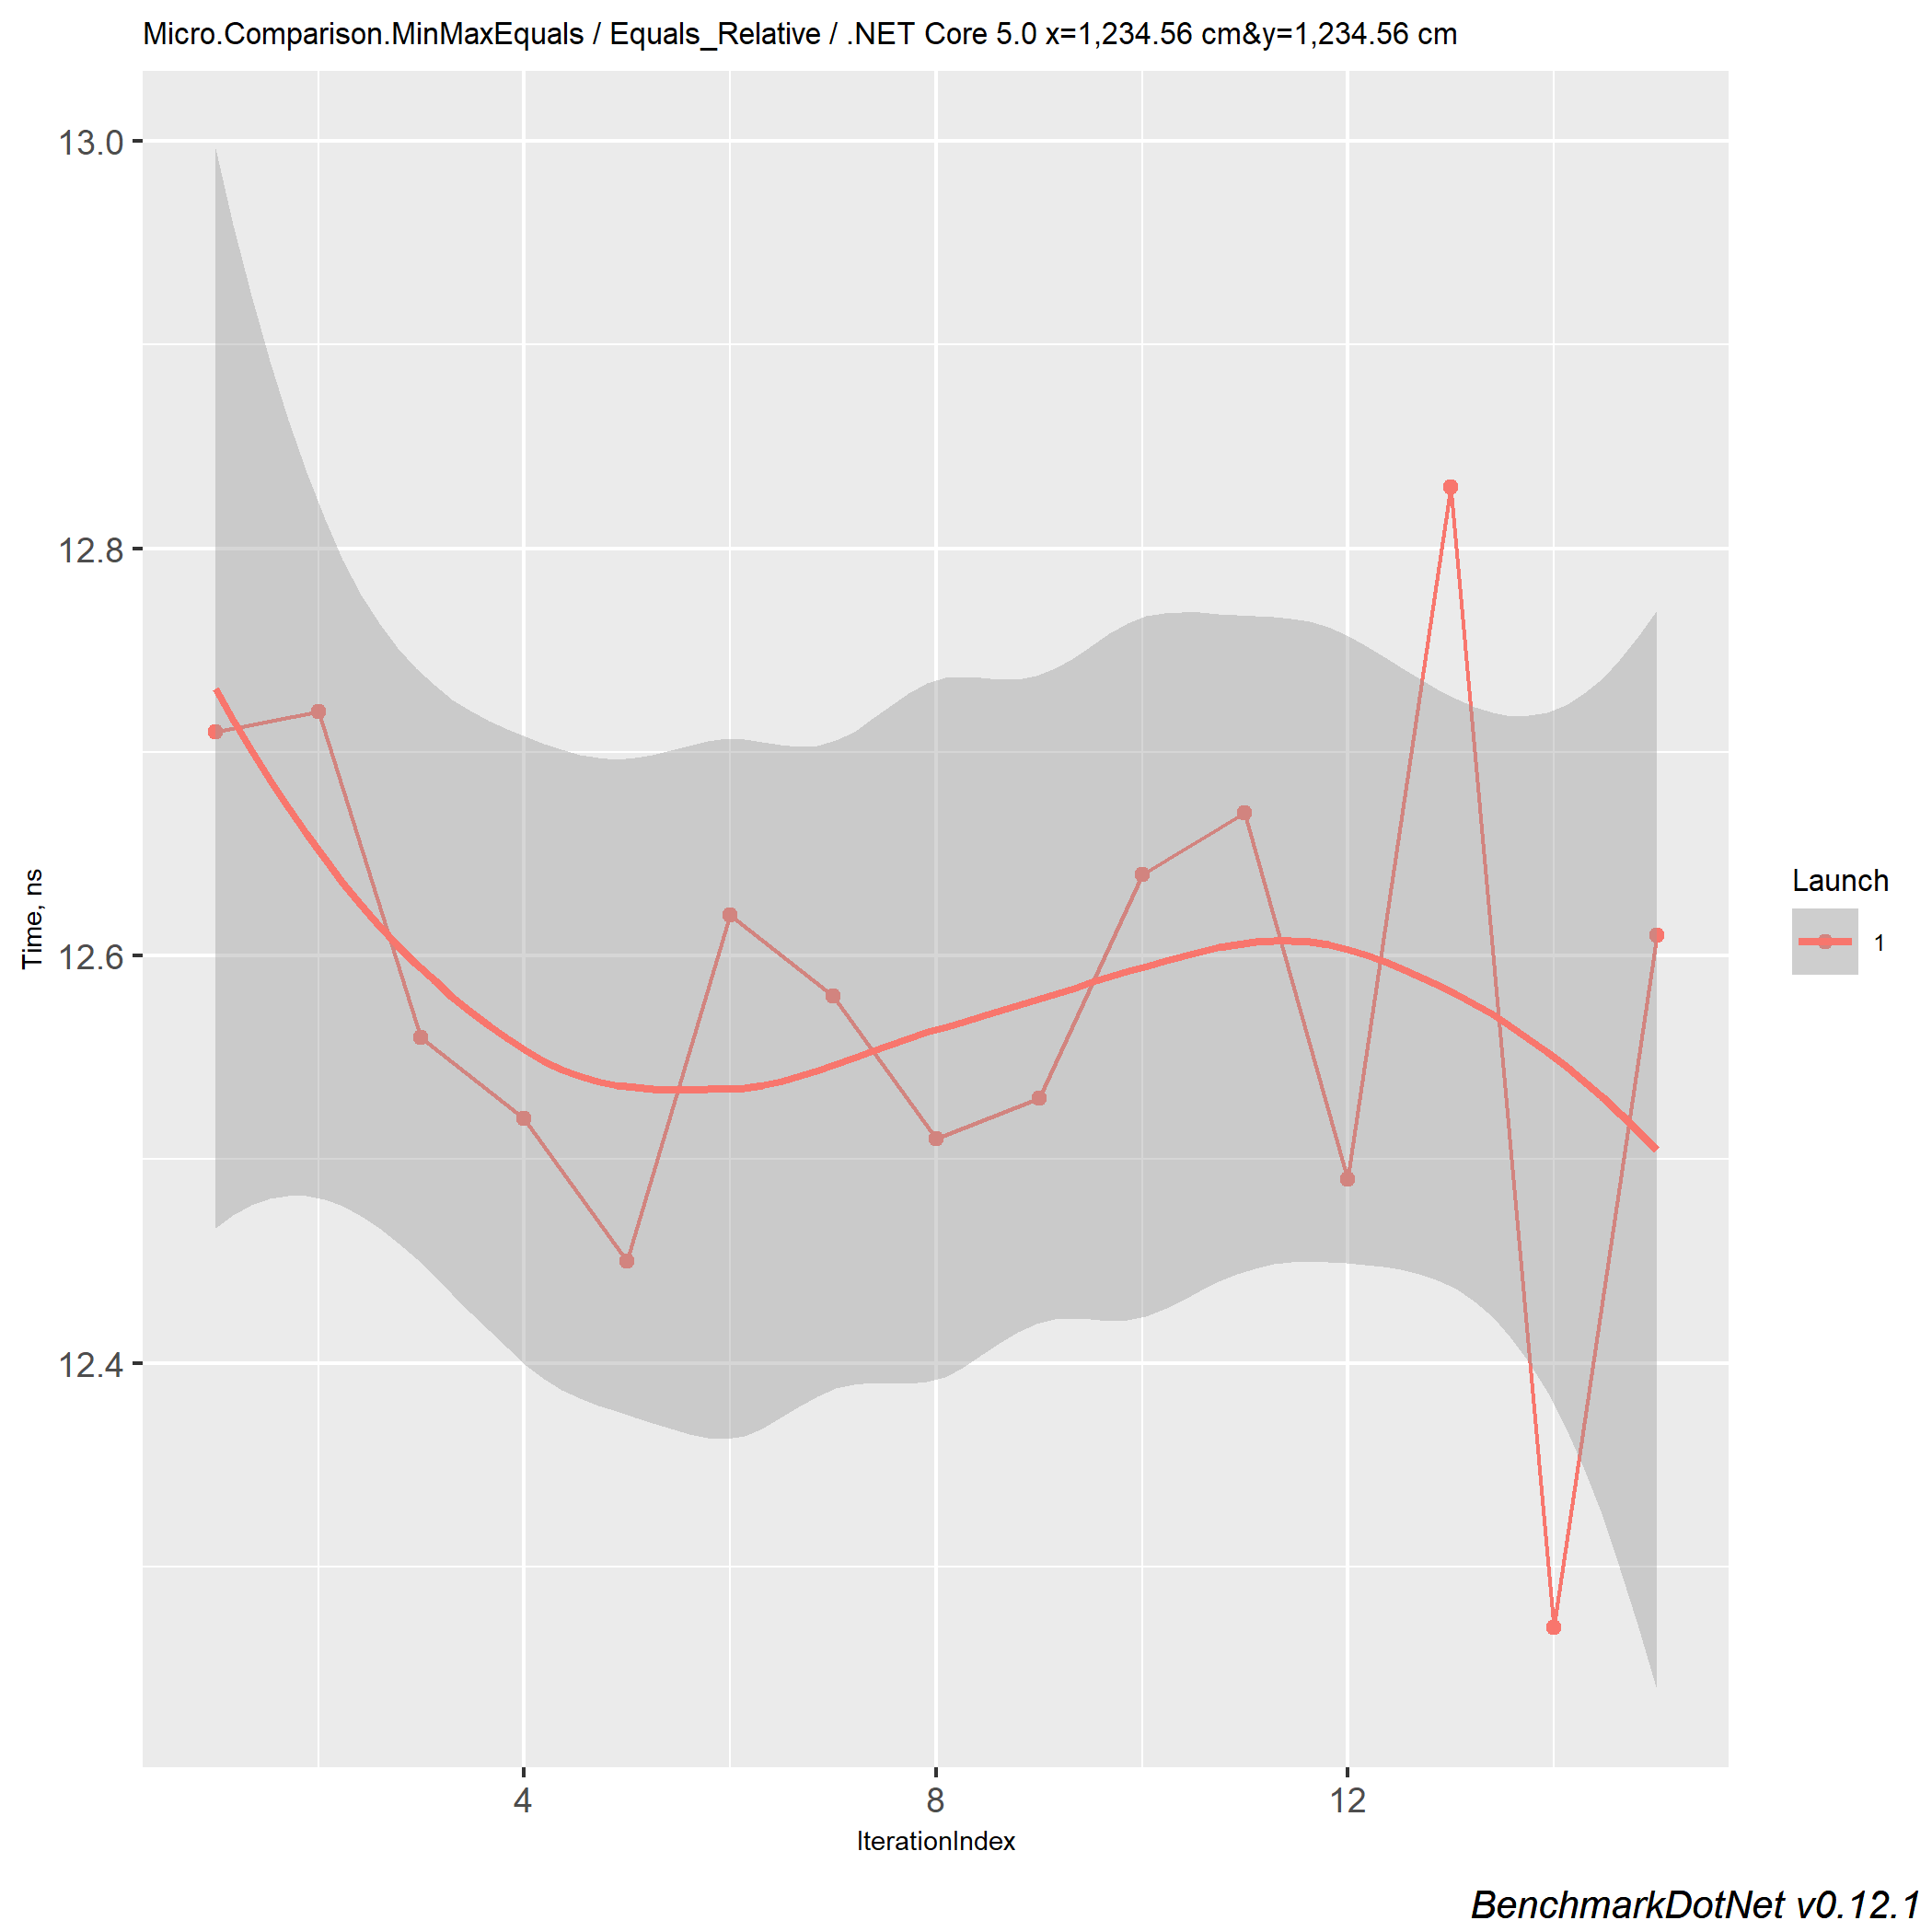 Micro.Comparison.MinMaxEquals / Equals_Relative / .NET Core 5.0 x=1,234.56 cm&y=1,234.56 cm
13.0
12.8
12.6
12.4
Time, ns
4
8
12
IterationIndex
Launch
1
BenchmarkDotNet v0.12.1